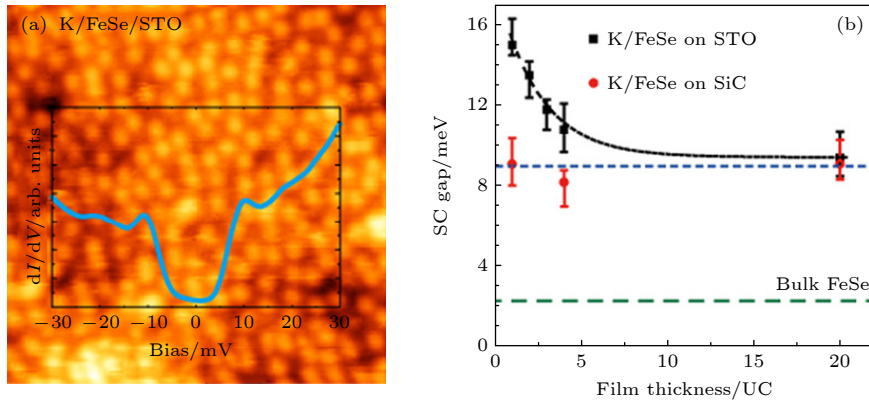 (a) K/FeSe/STO
dI/dV/arb. units
−30 −20 −10 0 10 20 30
Bias/mV
(b)
K/FeSe on STO
K/FeSe on SiC
SC gap/meV
16
12
8
4
0
Bulk FeSe
0 5 10 15 20
Film thickness/UC